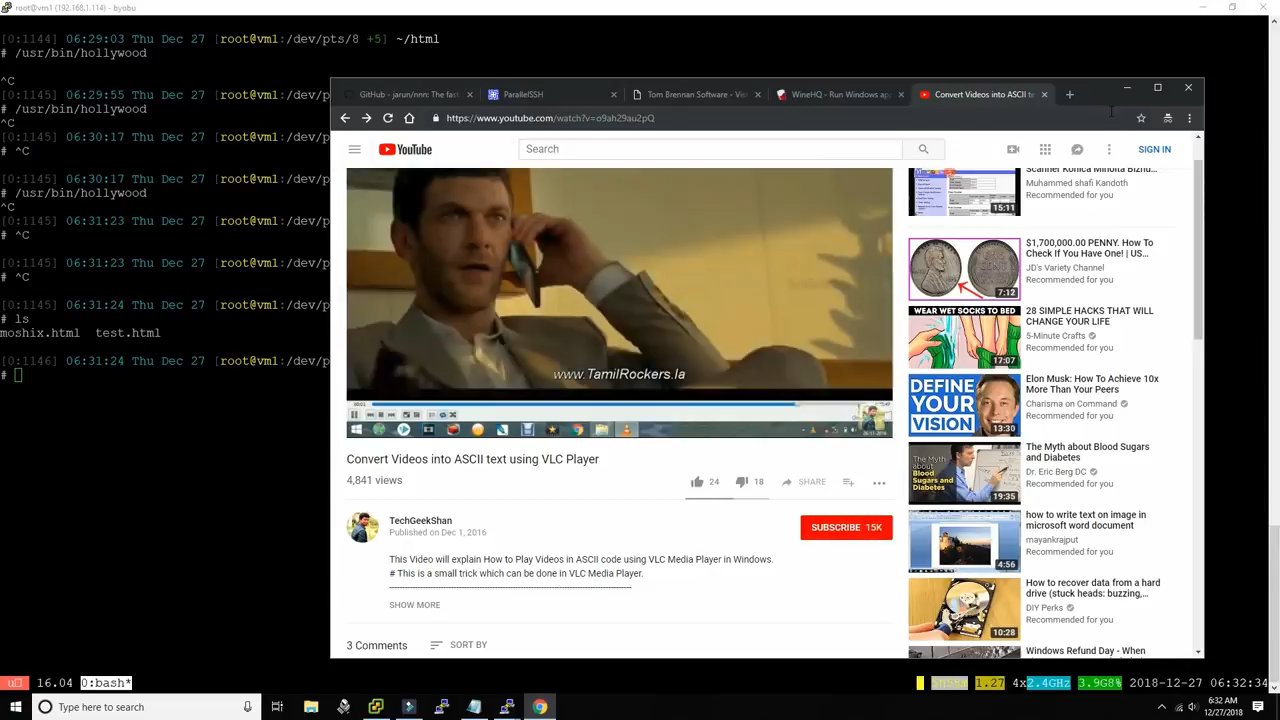 root@vm1 (192.168.1.114) - byobu
[0:1144] 06:29:03 Thu Dec 27 [root@vm1:/dev/pts/8 +5] ~/html
# /usr/bin/hollywood
^C
[0:1145] 06:29:55 Thu Dec 27 [root@vm1:/dev/p
# /usr/bin/hollywood
^C
[0:1145] 06:30:17 Thu Dec 27 [root@vm1:/dev/p
# ^C
[0:1145] 06:30:17 Thu Dec 27 [root@vm1:/dev/p
# /usr/bin/hollywood
^C
[0:1145] 06:31:23 Thu Dec 27 [root@vm1:/dev/p
# ^C
[0:1145] 06:31:23 Thu Dec 27 [root@vm1:/dev/p
# ^C
[0:1145] 06:31:24 Thu Dec 27 [root@vm1:/dev/p
# ls
moshix.html test.html
[0:1146] 06:31:24 Thu Dec 27 [root@vm1:/dev/p
#
GitHub - jarun/nnn: The fast
ParallelSSH
Tom Brennan Software - Vis
WineHQ - Run Windows app
Convert Videos into ASCII te
https://www.youtube.com/watch?v=o9ah29au2pQ
YouTube
Search
SIGN IN
www.TamilRockers.la
Convert Videos into ASCII text using VLC Player
4,841 views
24
18
SHARE
TechGeekShan
Published on Dec 1, 2016
SUBSCRIBE 15K
This Video will explain How to Play Videos in ASCII code using VLC Media Player in Windows.
# This is a small trick which can be done in VLC Media Player.
SHOW MORE
3 Comments
SORT BY
Scanner Konica Minolta Bizhu...
Muhammed shafi Kandoth
Recommended for you
15:11
$1,700,000.00 PENNY. How To
Check If You Have One! | US...
JD's Variety Channel
Recommended for you
7:12
WEAR WET SOCKS TO BED
28 SIMPLE HACKS THAT WILL
CHANGE YOUR LIFE
5-Minute Crafts
Recommended for you
17:07
DEFINE
YOUR
VISION
Elon Musk: How To Achieve 10x
More Than Your Peers
Charisma on Command
Recommended for you
13:30
The Myth
about
Blood
Sugars
and
Diabetes
The Myth about Blood Sugars
and Diabetes
Dr. Eric Berg DC
Recommended for you
19:35
how to write text on image in
microsoft word document
mayankrajput
Recommended for you
4:56
How to recover data from a hard
drive (stuck heads: buzzing,...
DIY Perks
Recommended for you
10:28
Windows Refund Day - When
16.04 0:bash*
1.27 4x2.4GHz 3.9G8% 2018-12-27 06:32:34
Type here to search
6:32 AM
12/27/2018